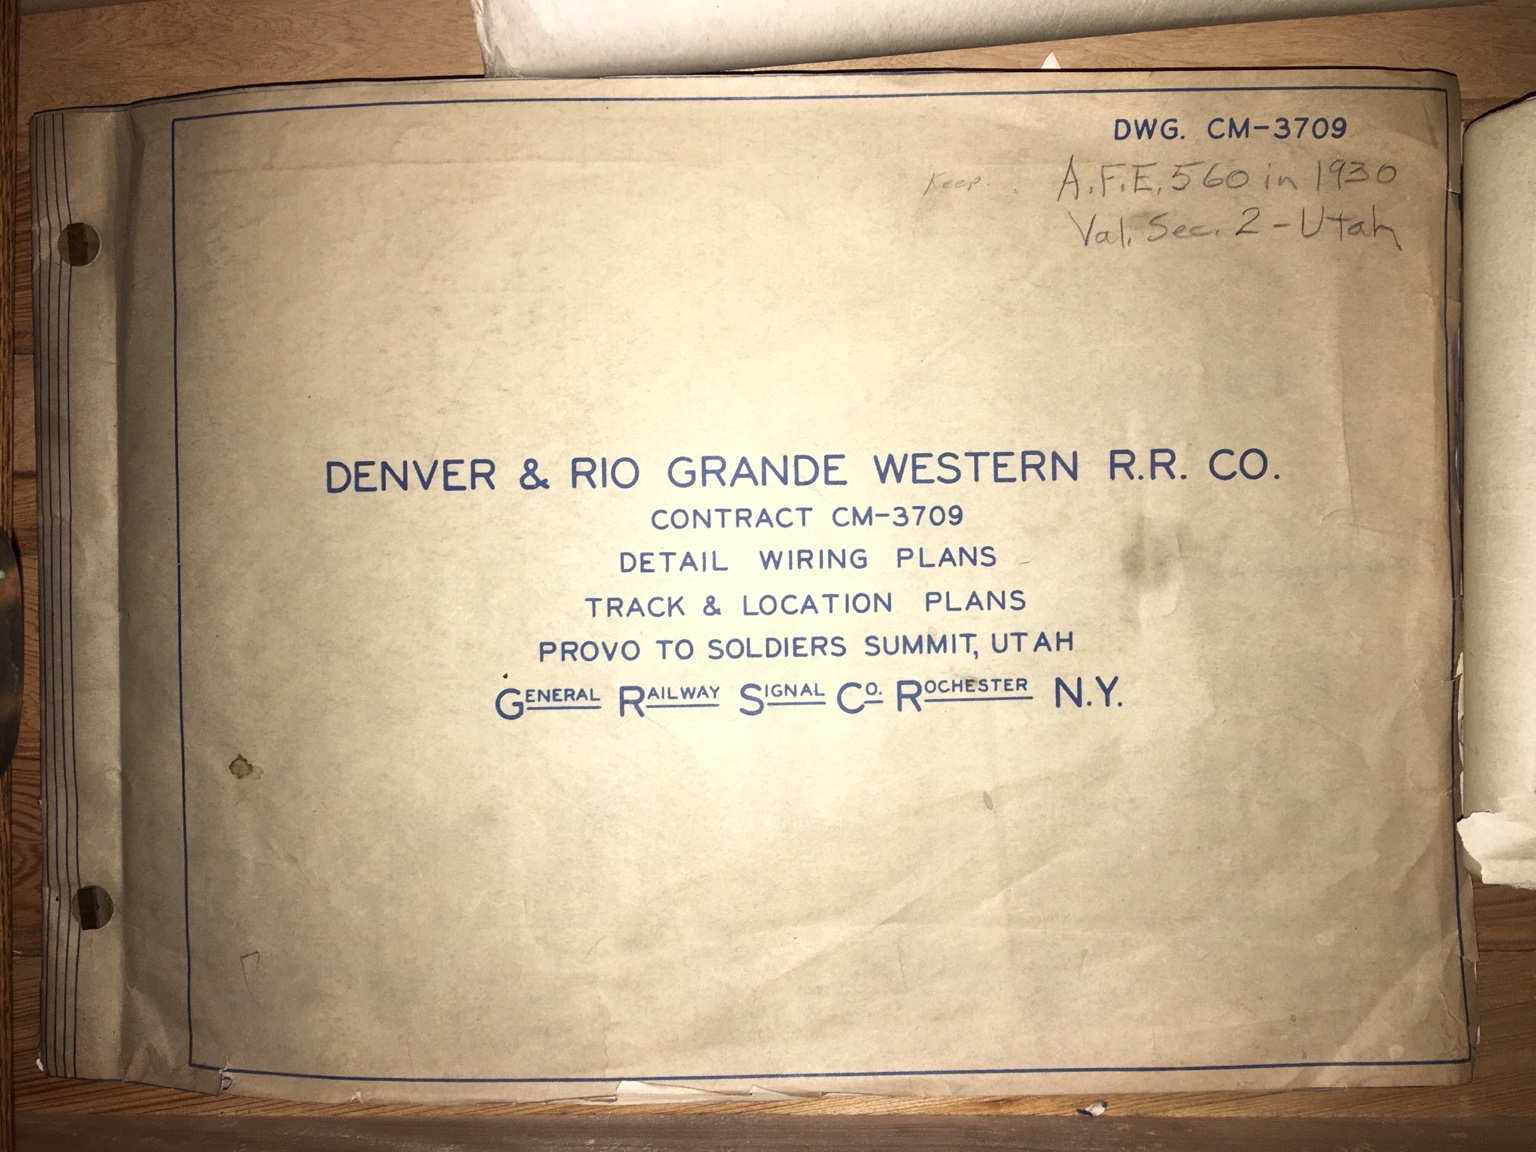 DWG. CM-3709
Keep.
A.F.E. 560 in 1930
Val. Sec. 2 - Utah
DENVER & RIO GRANDE WESTERN R.R. CO.
CONTRACT CM-3709
DETAIL WIRING PLANS
TRACK & LOCATION PLANS
PROVO TO SOLDIERS SUMMIT, UTAH
GENERAL RAILWAY SIGNAL CO. ROCHESTER N.Y.